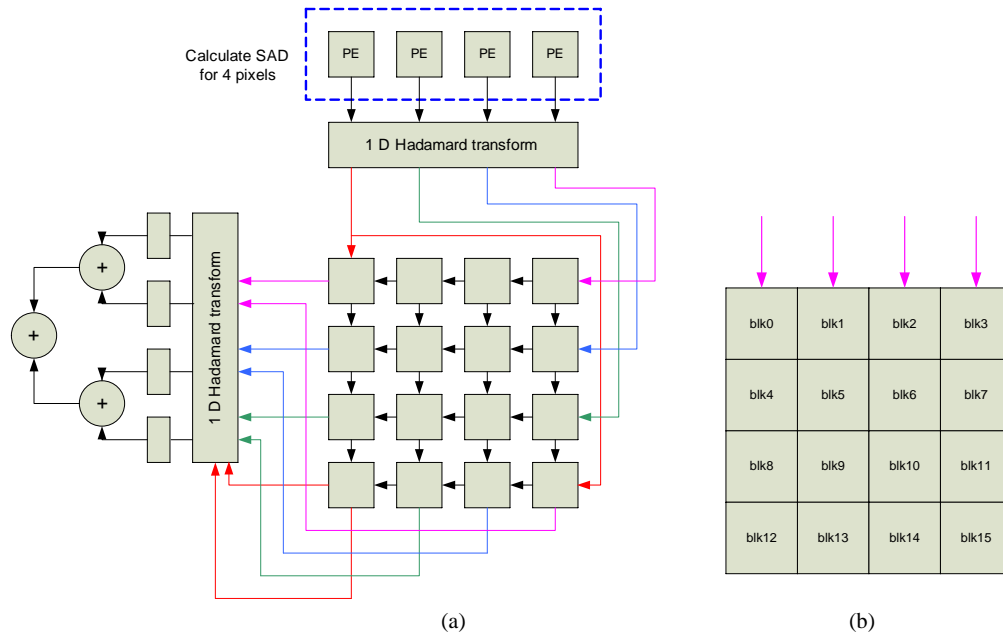 Calculate SAD
for 4 pixels
PE PE PE PE
1 D Hadamard transform
1 D Hadamard transform
+
+
+
blk0 blk1 blk2 blk3
blk4 blk5 blk6 blk7
blk8 blk9 blk10 blk11
blk12 blk13 blk14 blk15
(a)
(b)